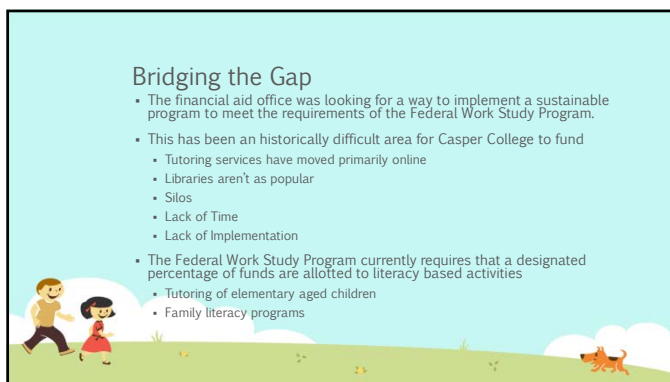 Bridging the Gap
▪ The financial aid office was looking for a way to implement a sustainable
program to meet the requirements of the Federal Work Study Program.
▪ This has been an historically difficult area for Casper College to fund
▪ Tutoring services have moved primarily online
▪ Libraries aren't as popular
▪ Silos
▪ Lack of Time
▪ Lack of Implementation
▪ The Federal Work Study Program currently requires that a designated
percentage of funds are allotted to literacy based activities
▪ Tutoring of elementary aged children
▪ Family literacy programs